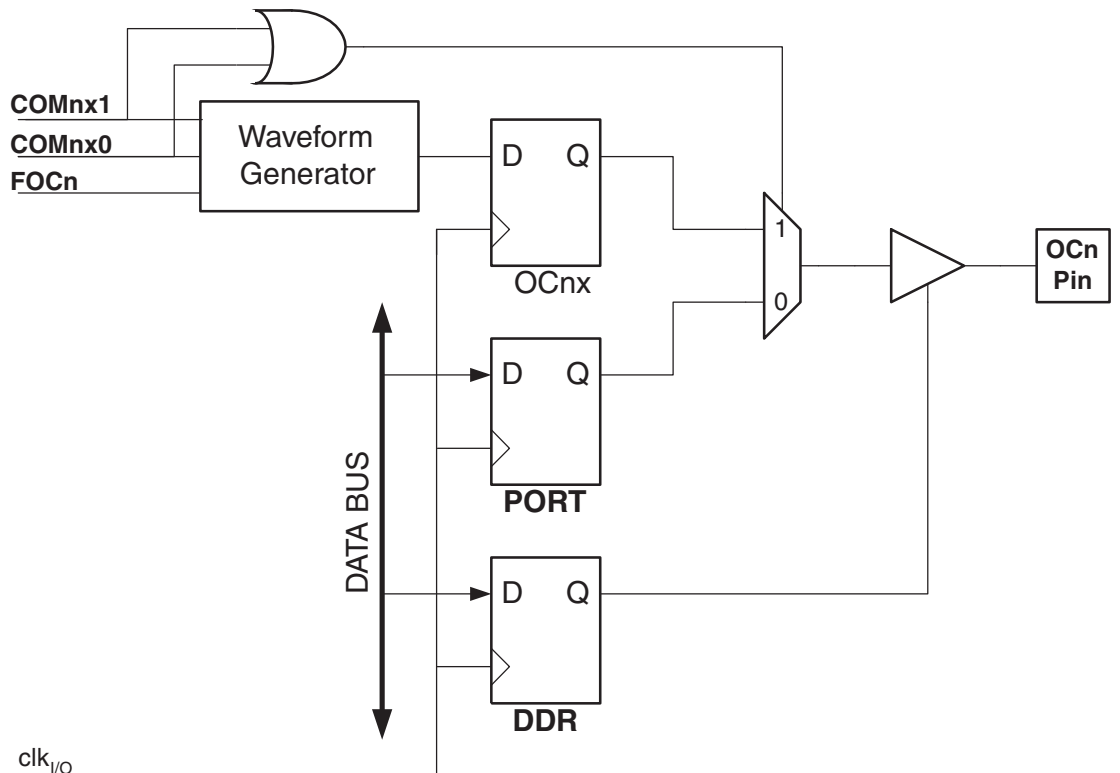 COMnx1
COMnx0
FOCn
Waveform
Generator
D Q
OCnx
1
0
OCn
Pin
DATA BUS
D Q
PORT
D Q
DDR
clkI/O